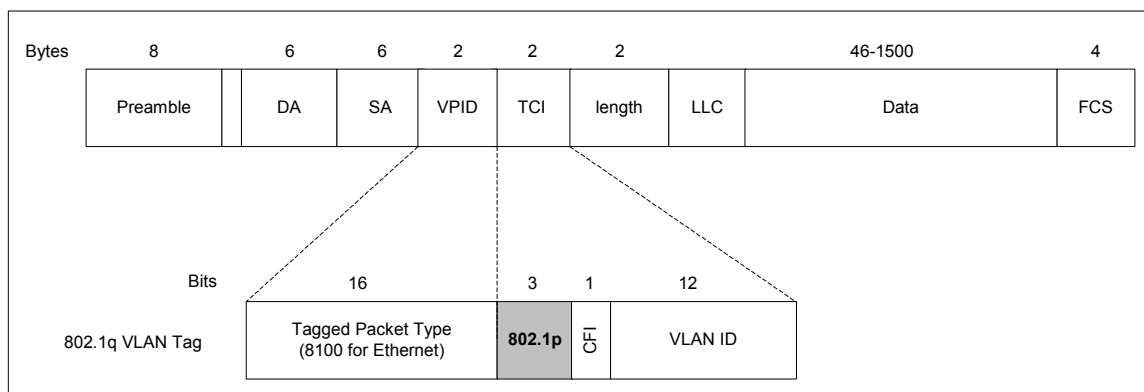 Bytes 8 6 6 2 2 2 46-1500 4
Preamble DA SA VPID TCI length LLC Data FCS
Bits 16 3 1 12
802.1q VLAN Tag
Tagged Packet Type
(8100 for Ethernet)
802.1p
CFI
VLAN ID